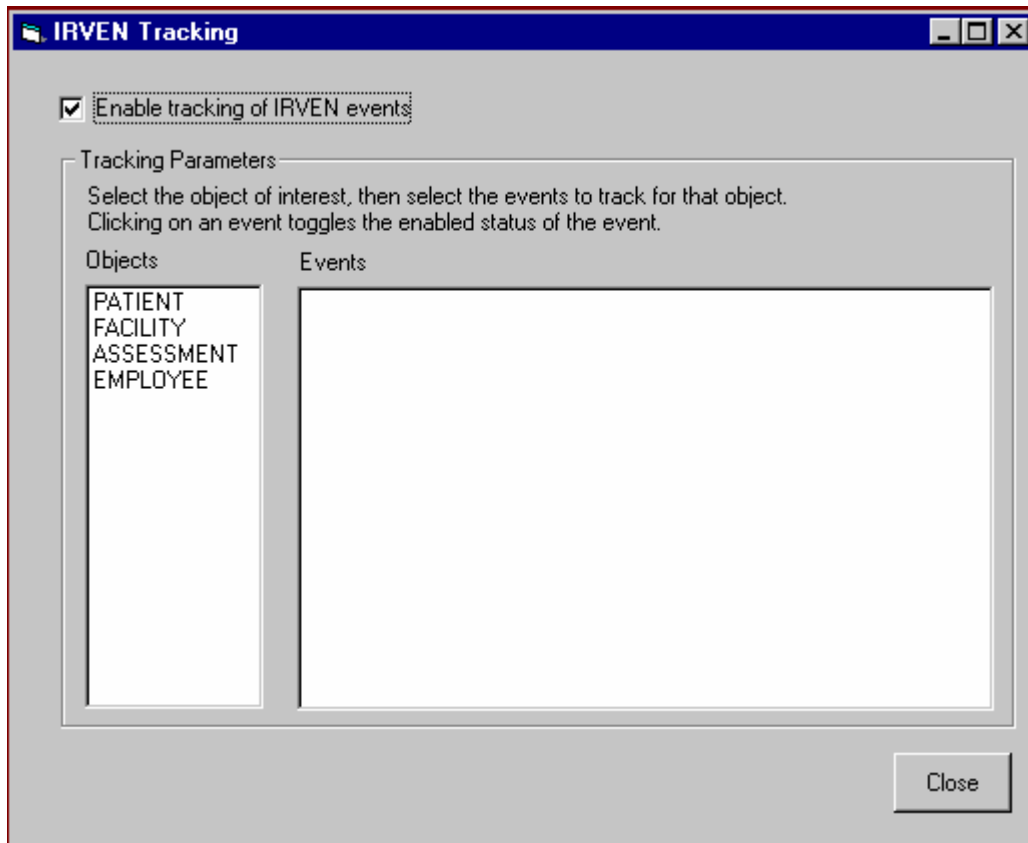 IRVEN Tracking
Enable tracking of IRVEN events
Tracking Parameters
Select the object of interest, then select the events to track for that object.
Clicking on an event toggles the enabled status of the event.
Objects
Events
PATIENT
FACILITY
ASSESSMENT
EMPLOYEE
Close